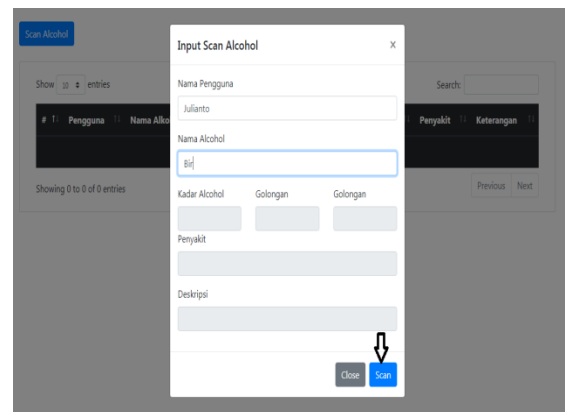 Scan Alcohol
Input Scan Alcohol x
Nama Pengguna
Show 10 entries Search:
Julianto
# Pengguna Nama Alko Penyakit Keterangan
Nama Alcohol
Bir
Showing 0 to 0 of 0 entries Previous Next
Kadar Alcohol Golongan Golongan
Penyakit
Deskripsi
Close Scan